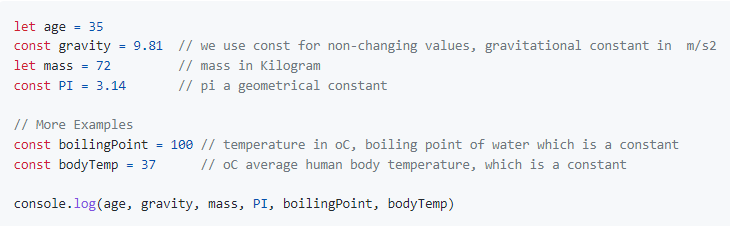 let age = 35
const gravity = 9.81  // we use const for non-changing values, gravitational constant in  m/s2
let mass = 72         // mass in Kilogram
const PI = 3.14       // pi a geometrical constant

// More Examples
const boilingPoint = 100 // temperature in oC, boiling point of water which is a constant
const bodyTemp = 37      // oC average human body temperature, which is a constant

console.log(age, gravity, mass, PI, boilingPoint, bodyTemp)